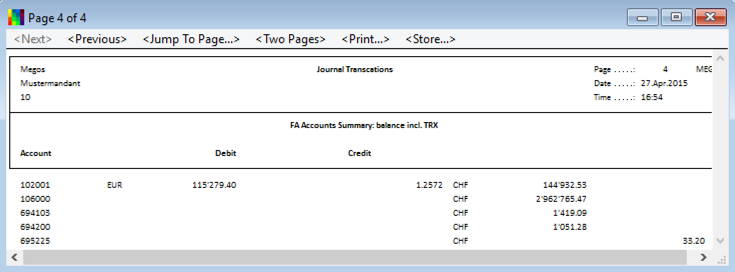 Page 4 of 4
<Next> <Previous> <Jump To Page...> <Two Pages> <Print...> <Store...>
Megos Journal Transcations Page .....: 4 MEG
Mustermandant Date .....: 27.Apr.2015
10 Time .....: 16:54
FA Accounts Summary: balance incl. TRX
Account Debit Credit
102001 EUR 115'279.40 1.2572 CHF 144'932.53
106000 CHF 2'962'765.47
694103 CHF 1'419.09
694200 CHF 1'051.28
695225 CHF 33.20